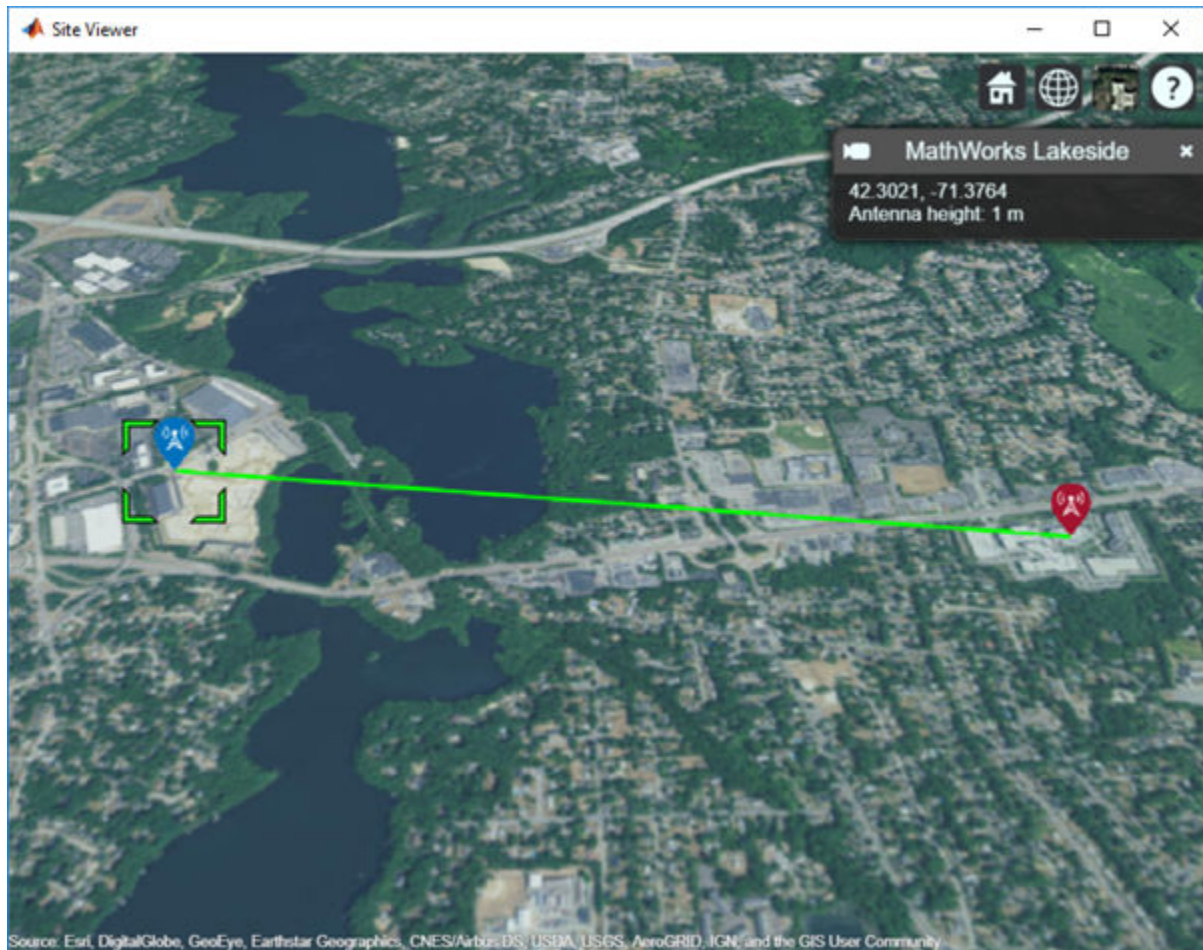 Site Viewer
?
MathWorks Lakeside
42.3021, -71.3764
Antenna height: 1 m
Source: Esri, DigitalGlobe, GeoEye, Earthstar Geographics, CNES/Airbus DS, USDA, USGS, AeroGRID, IGN, and the GIS User Community